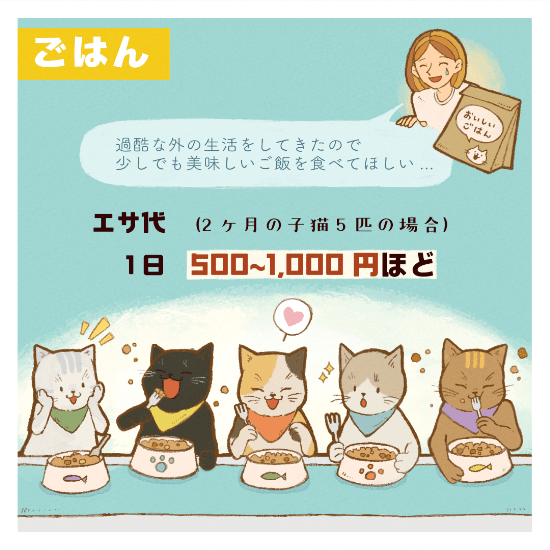 ごはん
おいしい
ごはん
過酷な外の生活をしてきたので
少しでも美味しいご飯を食べてほしい...
エサ代 (2ヶ月の子猫5匹の場合)
1日 500~1,000円ほど